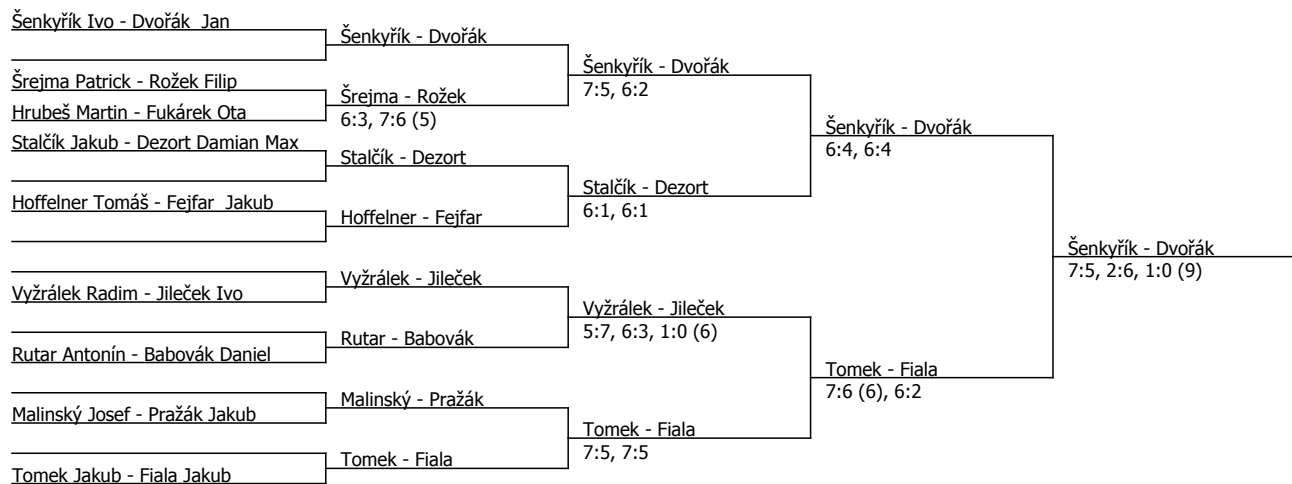 Šenkyřík Ivo - Dvořák  Jan
Šrejma Patrick - Rožek Filip
Hrubeš Martin - Fukárek Ota
Stalčík Jakub - Dezort Damian Max
Hoffelner Tomáš - Fejfar  Jakub
Vyžrálek Radim - Jileček Ivo
Rutar Antonín - Babovák Daniel
Malinský Josef - Pražák Jakub
Tomek Jakub - Fiala Jakub
Šenkyřík - Dvořák
Šrejma - Rožek
6:3, 7:6 (5)
Stalčík - Dezort
Hoffelner - Fejfar
Vyžrálek - Jileček
Rutar - Babovák
Malinský - Pražák
Tomek - Fiala
Šenkyřík - Dvořák
7:5, 6:2
Stalčík - Dezort
6:1, 6:1
Vyžrálek - Jileček
5:7, 6:3, 1:0 (6)
Tomek - Fiala
7:5, 7:5
Šenkyřík - Dvořák
6:4, 6:4
Tomek - Fiala
7:6 (6), 6:2
Šenkyřík - Dvořák
7:5, 2:6, 1:0 (9)